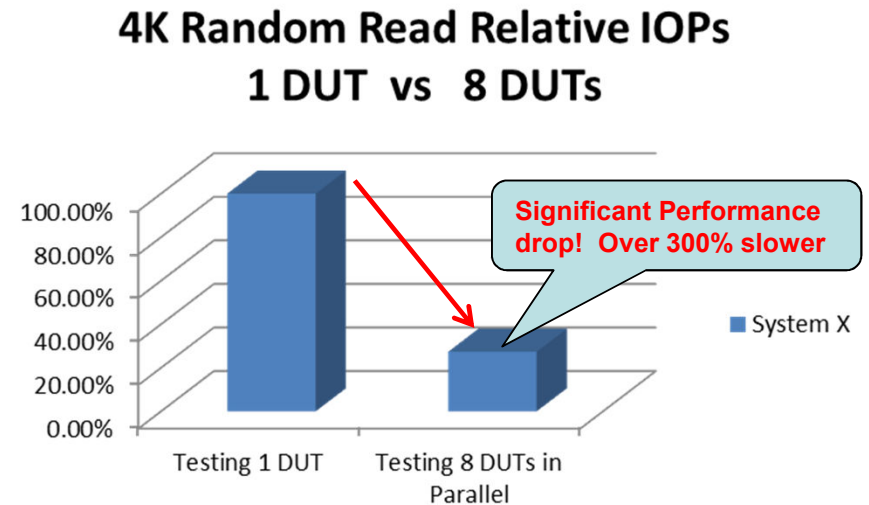 4K Random Read Relative IOPs
1 DUT vs 8 DUTs
100.00%
80.00%
60.00%
40.00%
20.00%
0.00%
Significant Performance
drop! Over 300% slower
System X
Testing 1 DUT
Testing 8 DUTs in
Parallel